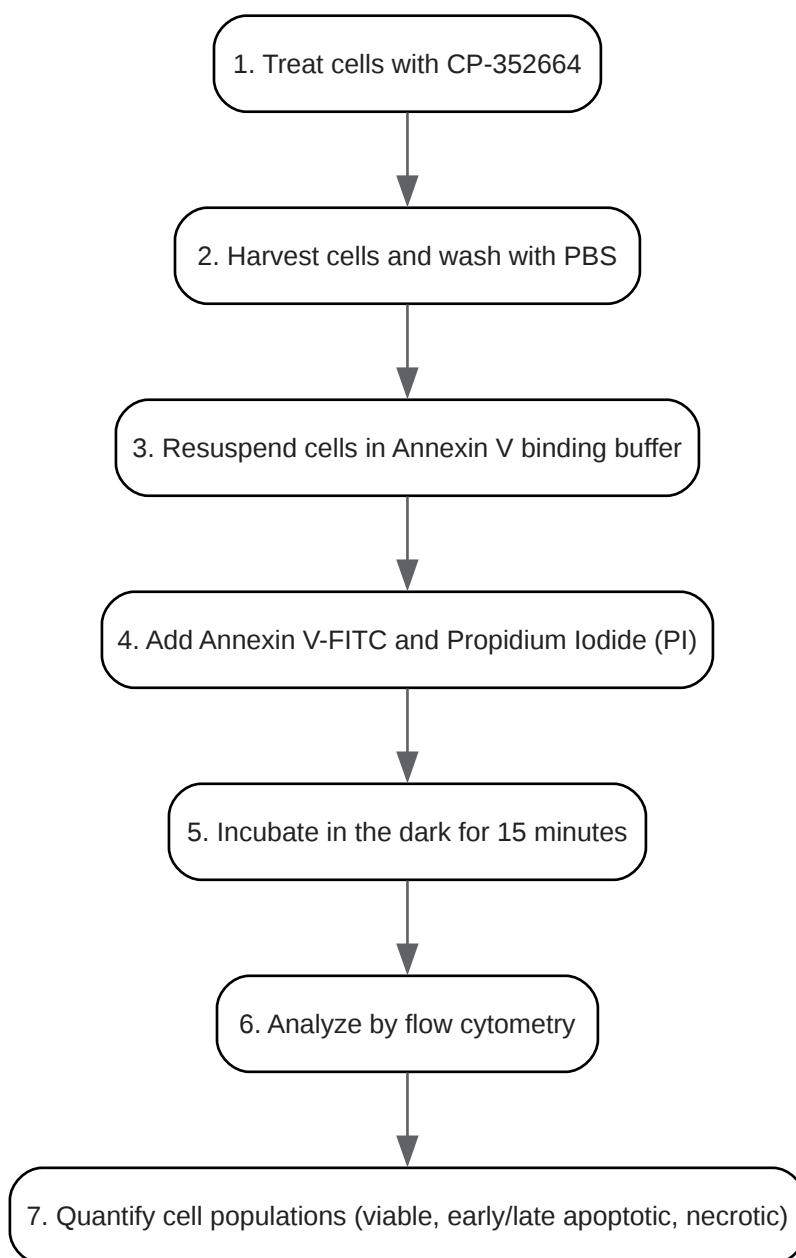 1. Treat cells with CP-352664
2. Harvest cells and wash with PBS
3. Resuspend cells in Annexin V binding buffer
4. Add Annexin V-FITC and Propidium Iodide (PI)
5. Incubate in the dark for 15 minutes
6. Analyze by flow cytometry
7. Quantify cell populations (viable, early/late apoptotic, necrotic)